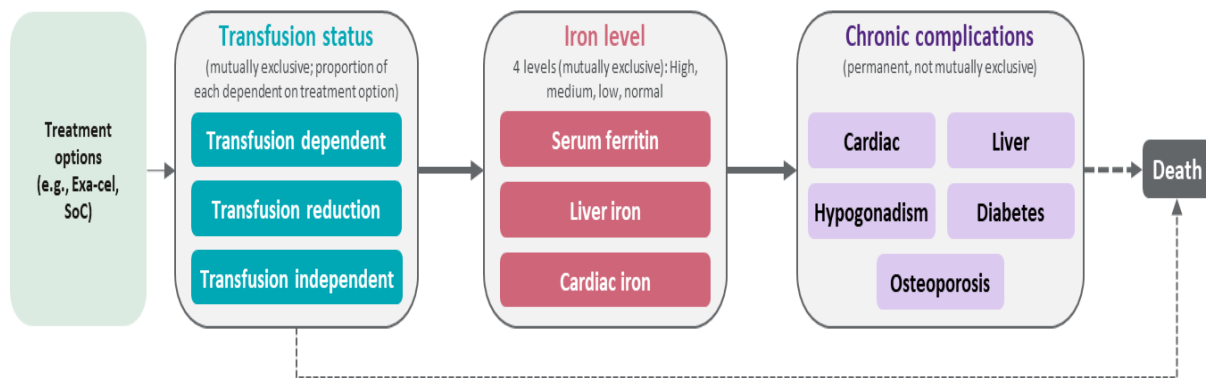 Treatment
options
(e.g., Exa-cel,
SoC)
Transfusion status
(mutually exclusive; proportion of
each dependent on treatment option)
Transfusion dependent
Transfusion reduction
Transfusion independent
Iron level
4 levels (mutually exclusive): High,
medium, low, normal
Serum ferritin
Liver iron
Cardiac iron
Chronic complications
(permanent, not mutually exclusive)
Cardiac
Liver
Hypogonadism
Diabetes
Osteoporosis
Death